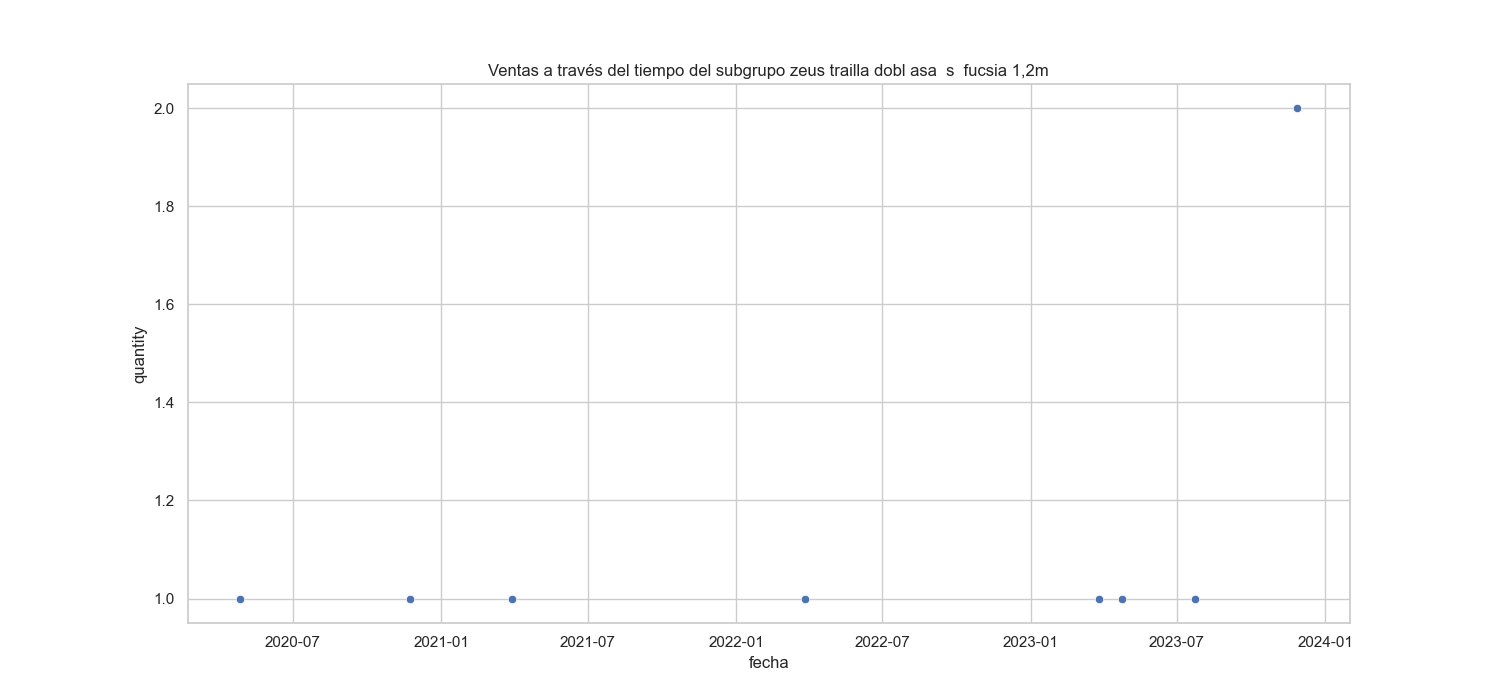 Ventas a través del tiempo del subgrupo zeus trailla dobl asa  s  fucsia 1,2m
2.0
1.8
1.6
1.4
1.2
1.0
quantity
2020-07 2021-01 2021-07 2022-01 2022-07 2023-01 2023-07 2024-01
fecha